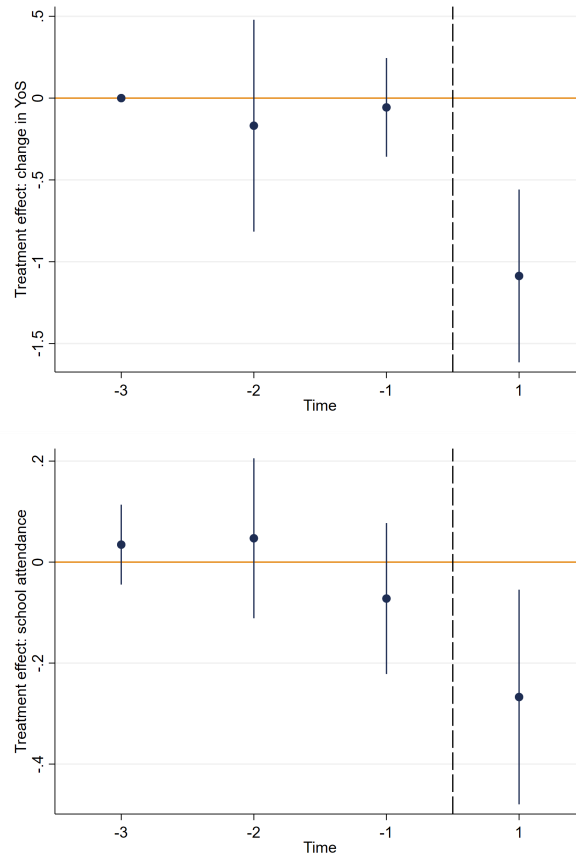 Treatment effect: change in YoS
.5
0
-.5
-1
-1.5
-3 -2 -1 1
Time
Treatment effect: school attendance
.2
0
-.2
-.4
-3 -2 -1 1
Time